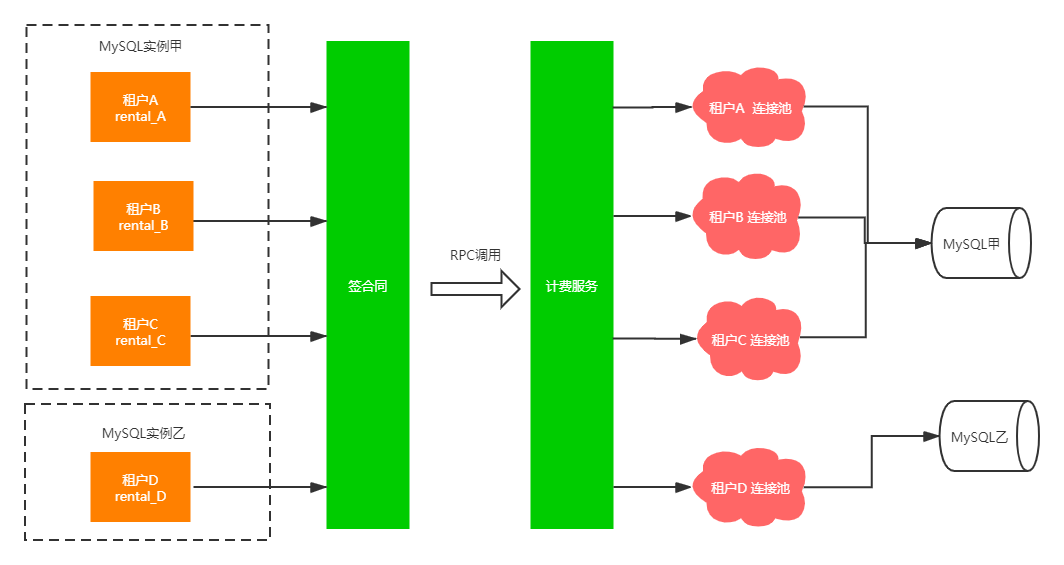 MySQL实例甲
租户A
rental_A
租户B
rental_B
租户C
rental_C
MySQL实例乙
租户D
rental_D
签合同
RPC调用
计费服务
租户A 连接池
租户B 连接池
租户C 连接池
租户D 连接池
MySQL甲
MySQL乙